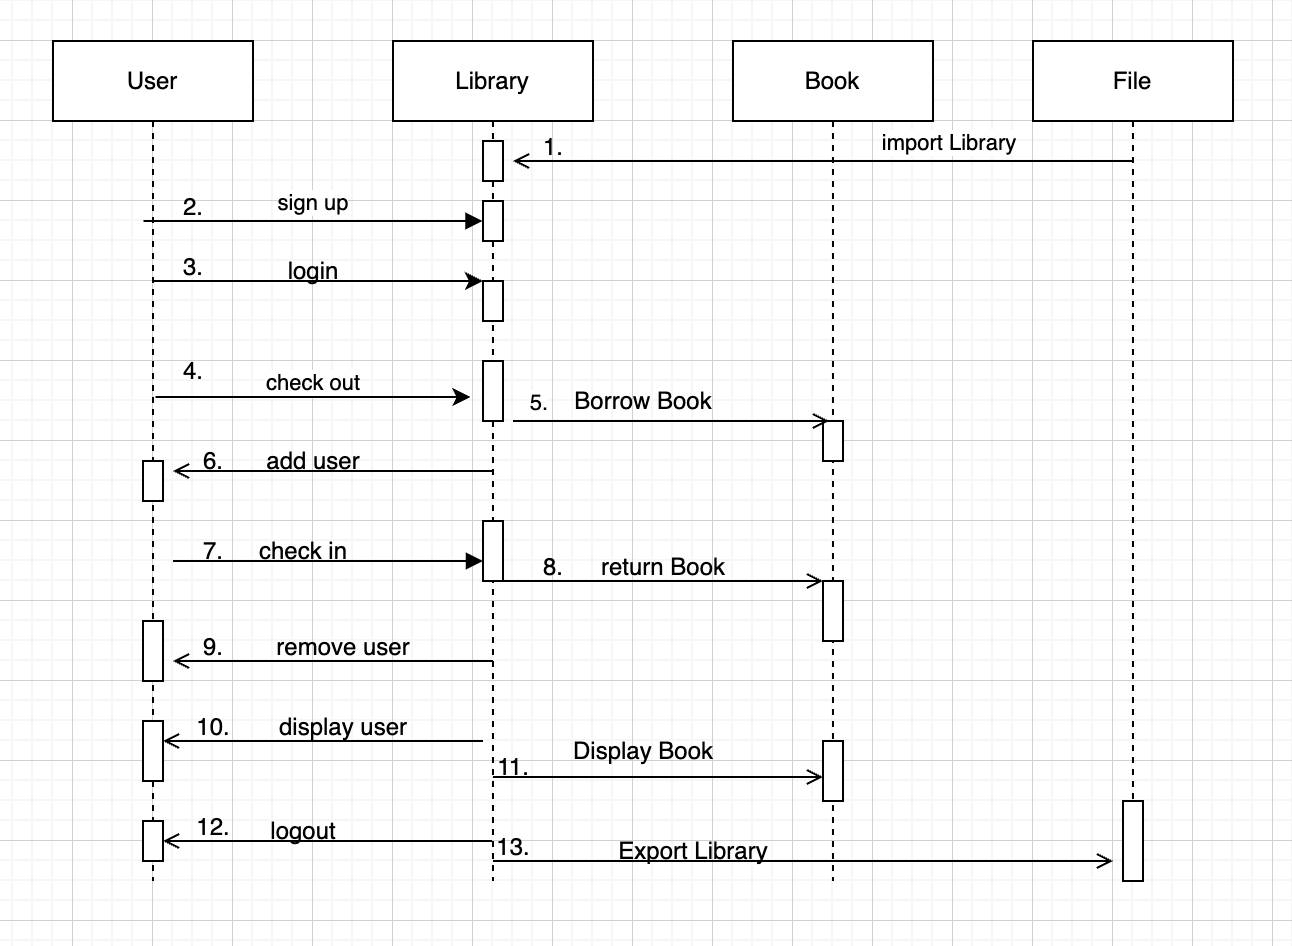 User
Library
Book
File
1.
import Library
2.
sign up
3.
login
4.
check out
5.
Borrow Book
6.
add user
7.
check in
8.
return Book
9.
remove user
10.
display user
11.
Display Book
12.
logout
13.
Export Library